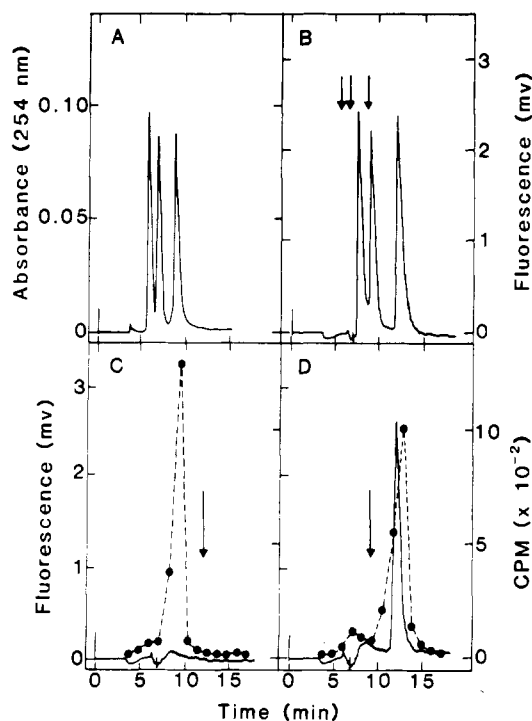 A
B
Absorbance (254 nm)
0.10
0.05
0
3
2
1
0
Fluorescence (mv)
C
D
Fluorescence (mv)
3
2
1
0
10
5
0
CPM (x 10⁻²)
0 5 10 15
0 5 10 15
Time (min)